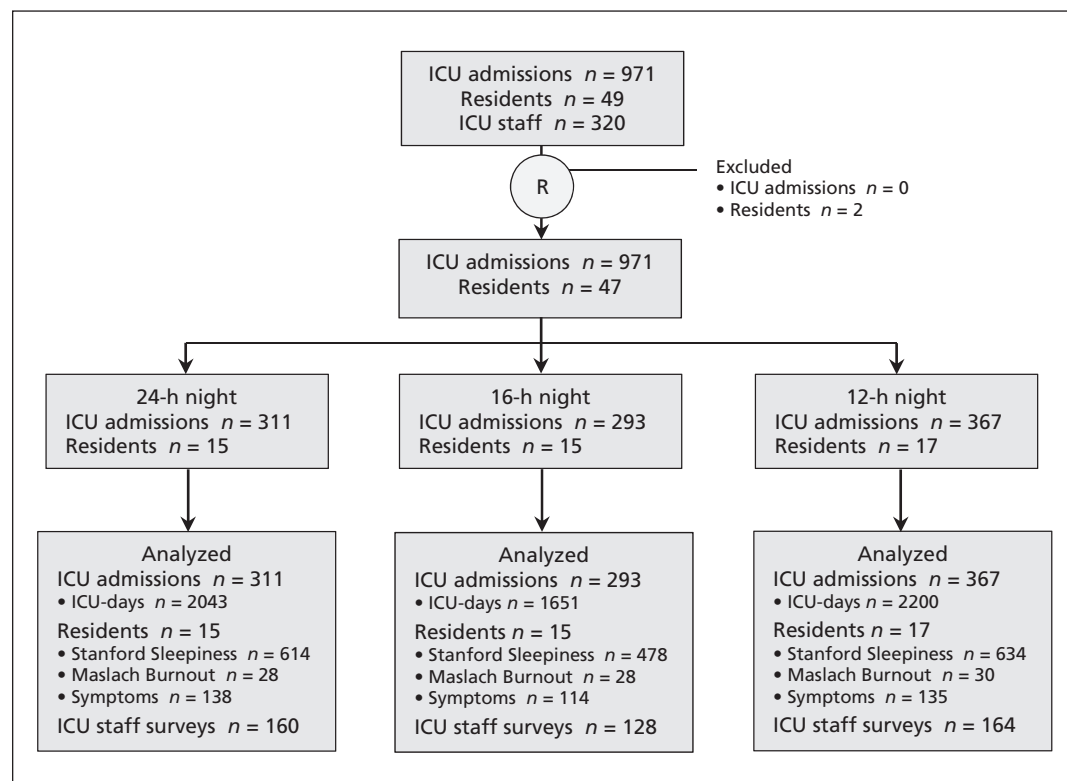 ICU admissions n = 971
Residents n = 49
ICU staff n = 320
R
Excluded
• ICU admissions n = 0
• Residents n = 2
ICU admissions n = 971
Residents n = 47
24-h night
ICU admissions n = 311
Residents n = 15
16-h night
ICU admissions n = 293
Residents n = 15
12-h night
ICU admissions n = 367
Residents n = 17
Analyzed
ICU admissions n = 311
• ICU-days n = 2043
Residents n = 15
• Stanford Sleepiness n = 614
• Maslach Burnout n = 28
• Symptoms n = 138
ICU staff surveys n = 160
Analyzed
ICU admissions n = 293
• ICU-days n = 1651
Residents n = 15
• Stanford Sleepiness n = 478
• Maslach Burnout n = 28
• Symptoms n = 114
ICU staff surveys n = 128
Analyzed
ICU admissions n = 367
• ICU-days n = 2200
Residents n = 17
• Stanford Sleepiness n = 634
• Maslach Burnout n = 30
• Symptoms n = 135
ICU staff surveys n = 164